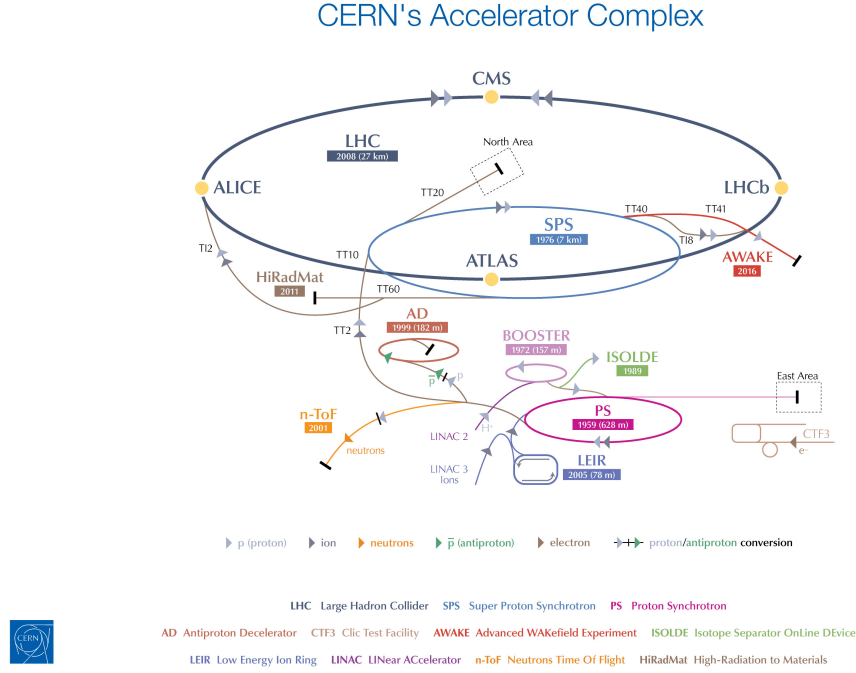 CERN's Accelerator Complex
CMS
LHC
2008 (27 km)
North Area
TT20
ALICE
LHCb
TT40
TT41
SPS
1976 (7 km)
TI2
TI8
TT10
ATLAS
AWAKE
2016
HiRadMat
2011
TT60
AD
1999 (182 m)
TT2
BOOSTER
1972 (157 m)
ISOLDE
1989
p
p̅
East Area
n-ToF
2001
PS
1959 (628 m)
LINAC 2
H⁺
neutrons
CTF3
e⁻
LINAC 3
Ions
LEIR
2005 (78 m)
p (proton) ion neutrons p̅ (antiproton) electron proton/antiproton conversion
LHC Large Hadron Collider SPS Super Proton Synchrotron PS Proton Synchrotron
AD Antiproton Decelerator CTF3 Clic Test Facility AWAKE Advanced WAKefield Experiment ISOLDE Isotope Separator OnLine DEvice
LEIR Low Energy Ion Ring LINAC LINear ACcelerator n-ToF Neutrons Time Of Flight HiRadMat High-Radiation to Materials
CERN